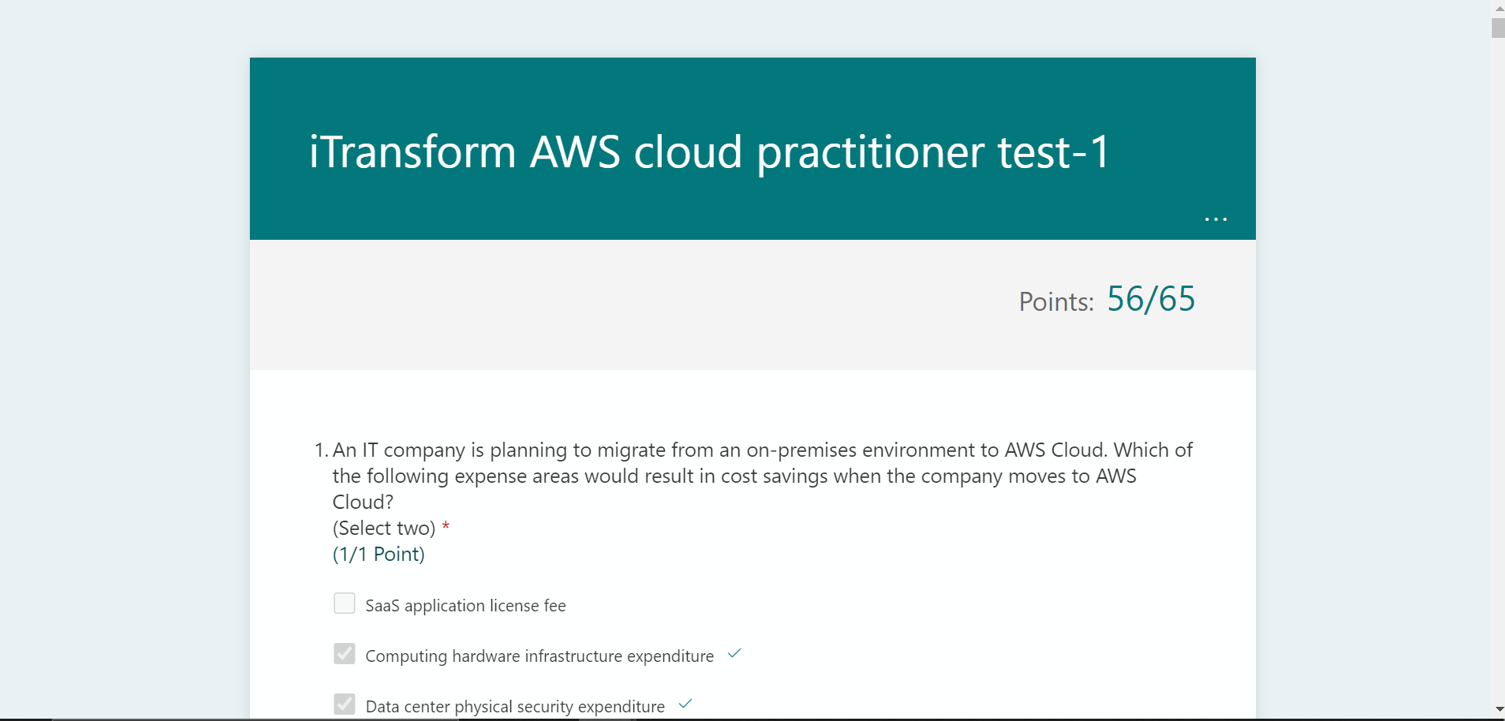 iTransform AWS cloud practitioner test-1
...
Points: 56/65
1. An IT company is planning to migrate from an on-premises environment to AWS Cloud. Which of
the following expense areas would result in cost savings when the company moves to AWS
Cloud?
(Select two) *
(1/1 Point)
SaaS application license fee
Computing hardware infrastructure expenditure
Data center physical security expenditure